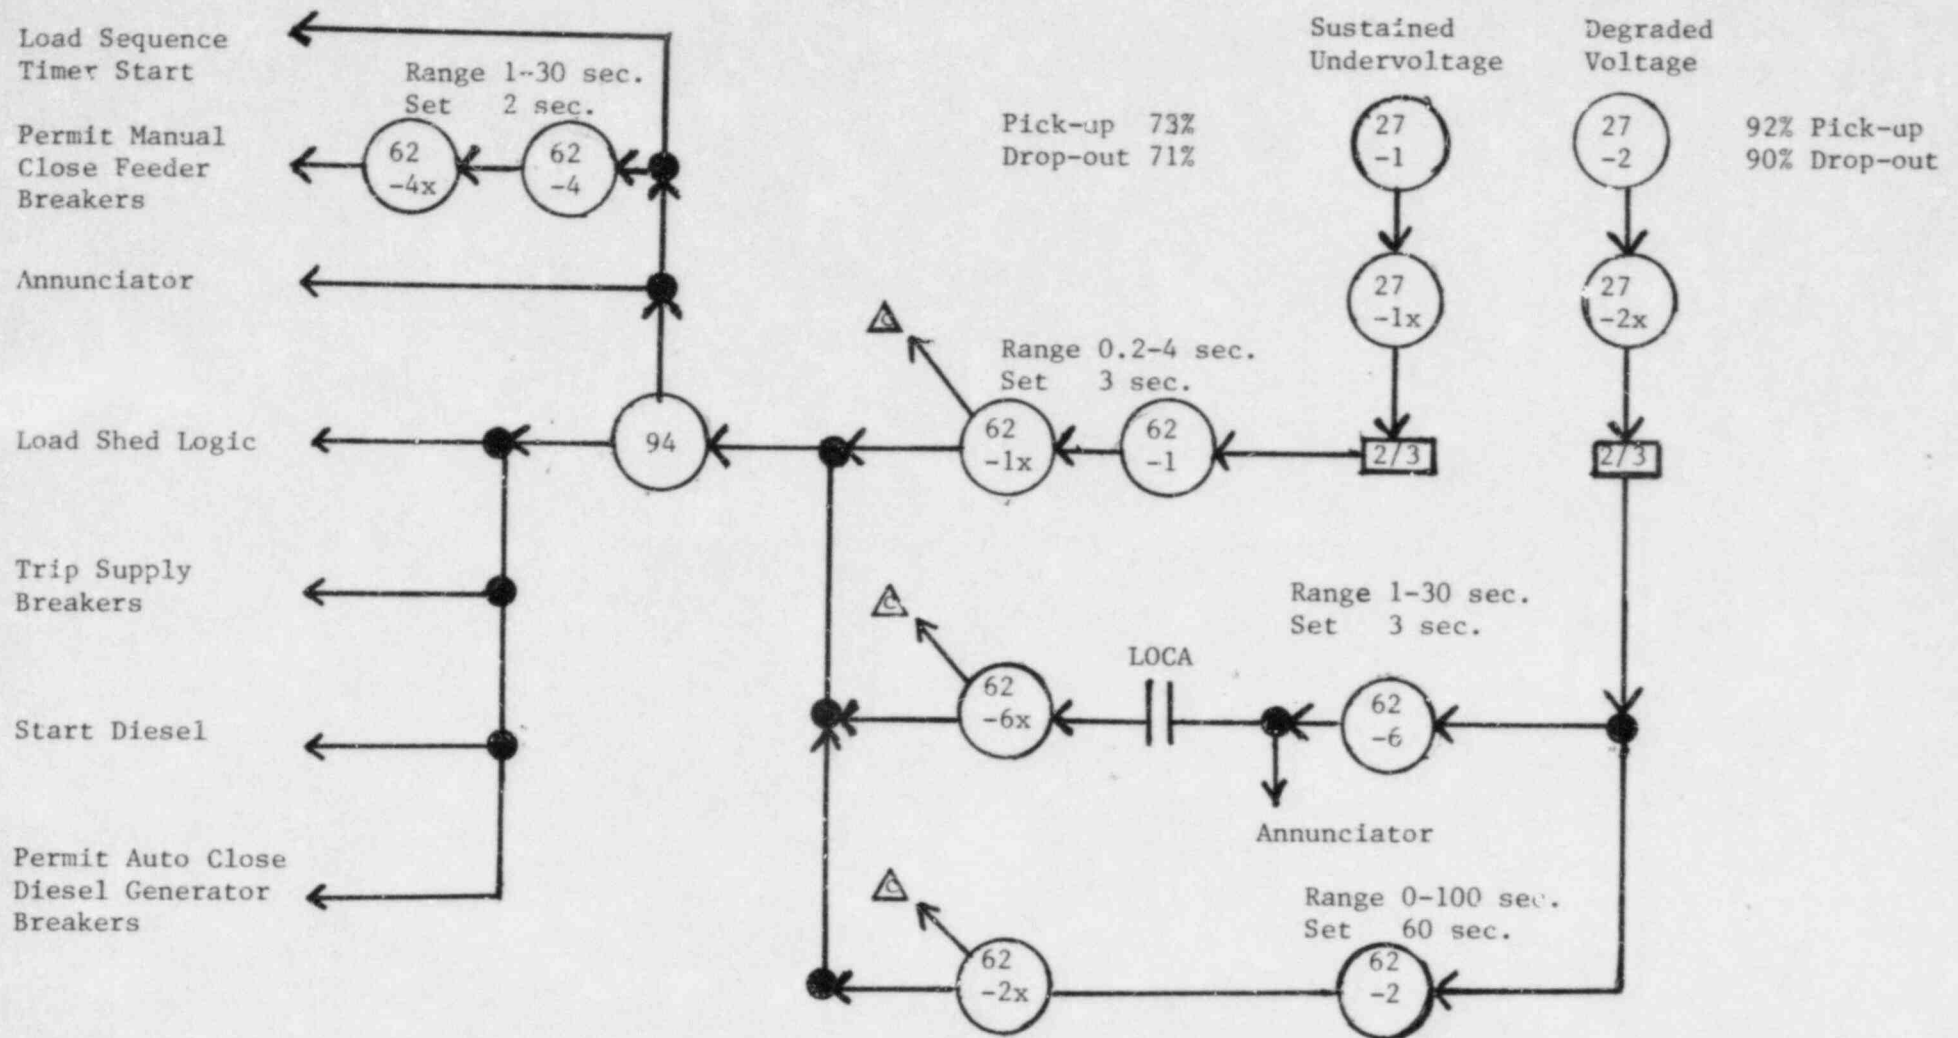 Load Sequence
Timer Start
Range 1-30 sec.
Set 2 sec.
Permit Manual
Close Feeder
Breakers
62
-4x
62
-4
Annunciator
Load Shed Logic
94
Trip Supply
Breakers
Start Diesel
Permit Auto Close
Diesel Generator
Breakers
Sustained
Undervoltage
Degraded
Voltage
Pick-up 73%
Drop-out 71%
27
-1
27
-2
92% Pick-up
90% Drop-out
27
-1x
27
-2x
C
Range 0.2-4 sec.
Set 3 sec.
62
-1x
62
-1
2/3
2/3
C
Range 1-30 sec.
Set 3 sec.
LOCA
62
-6x
62
-6
Annunciator
C
Range 0-100 sec.
Set 60 sec.
62
-2x
62
-2